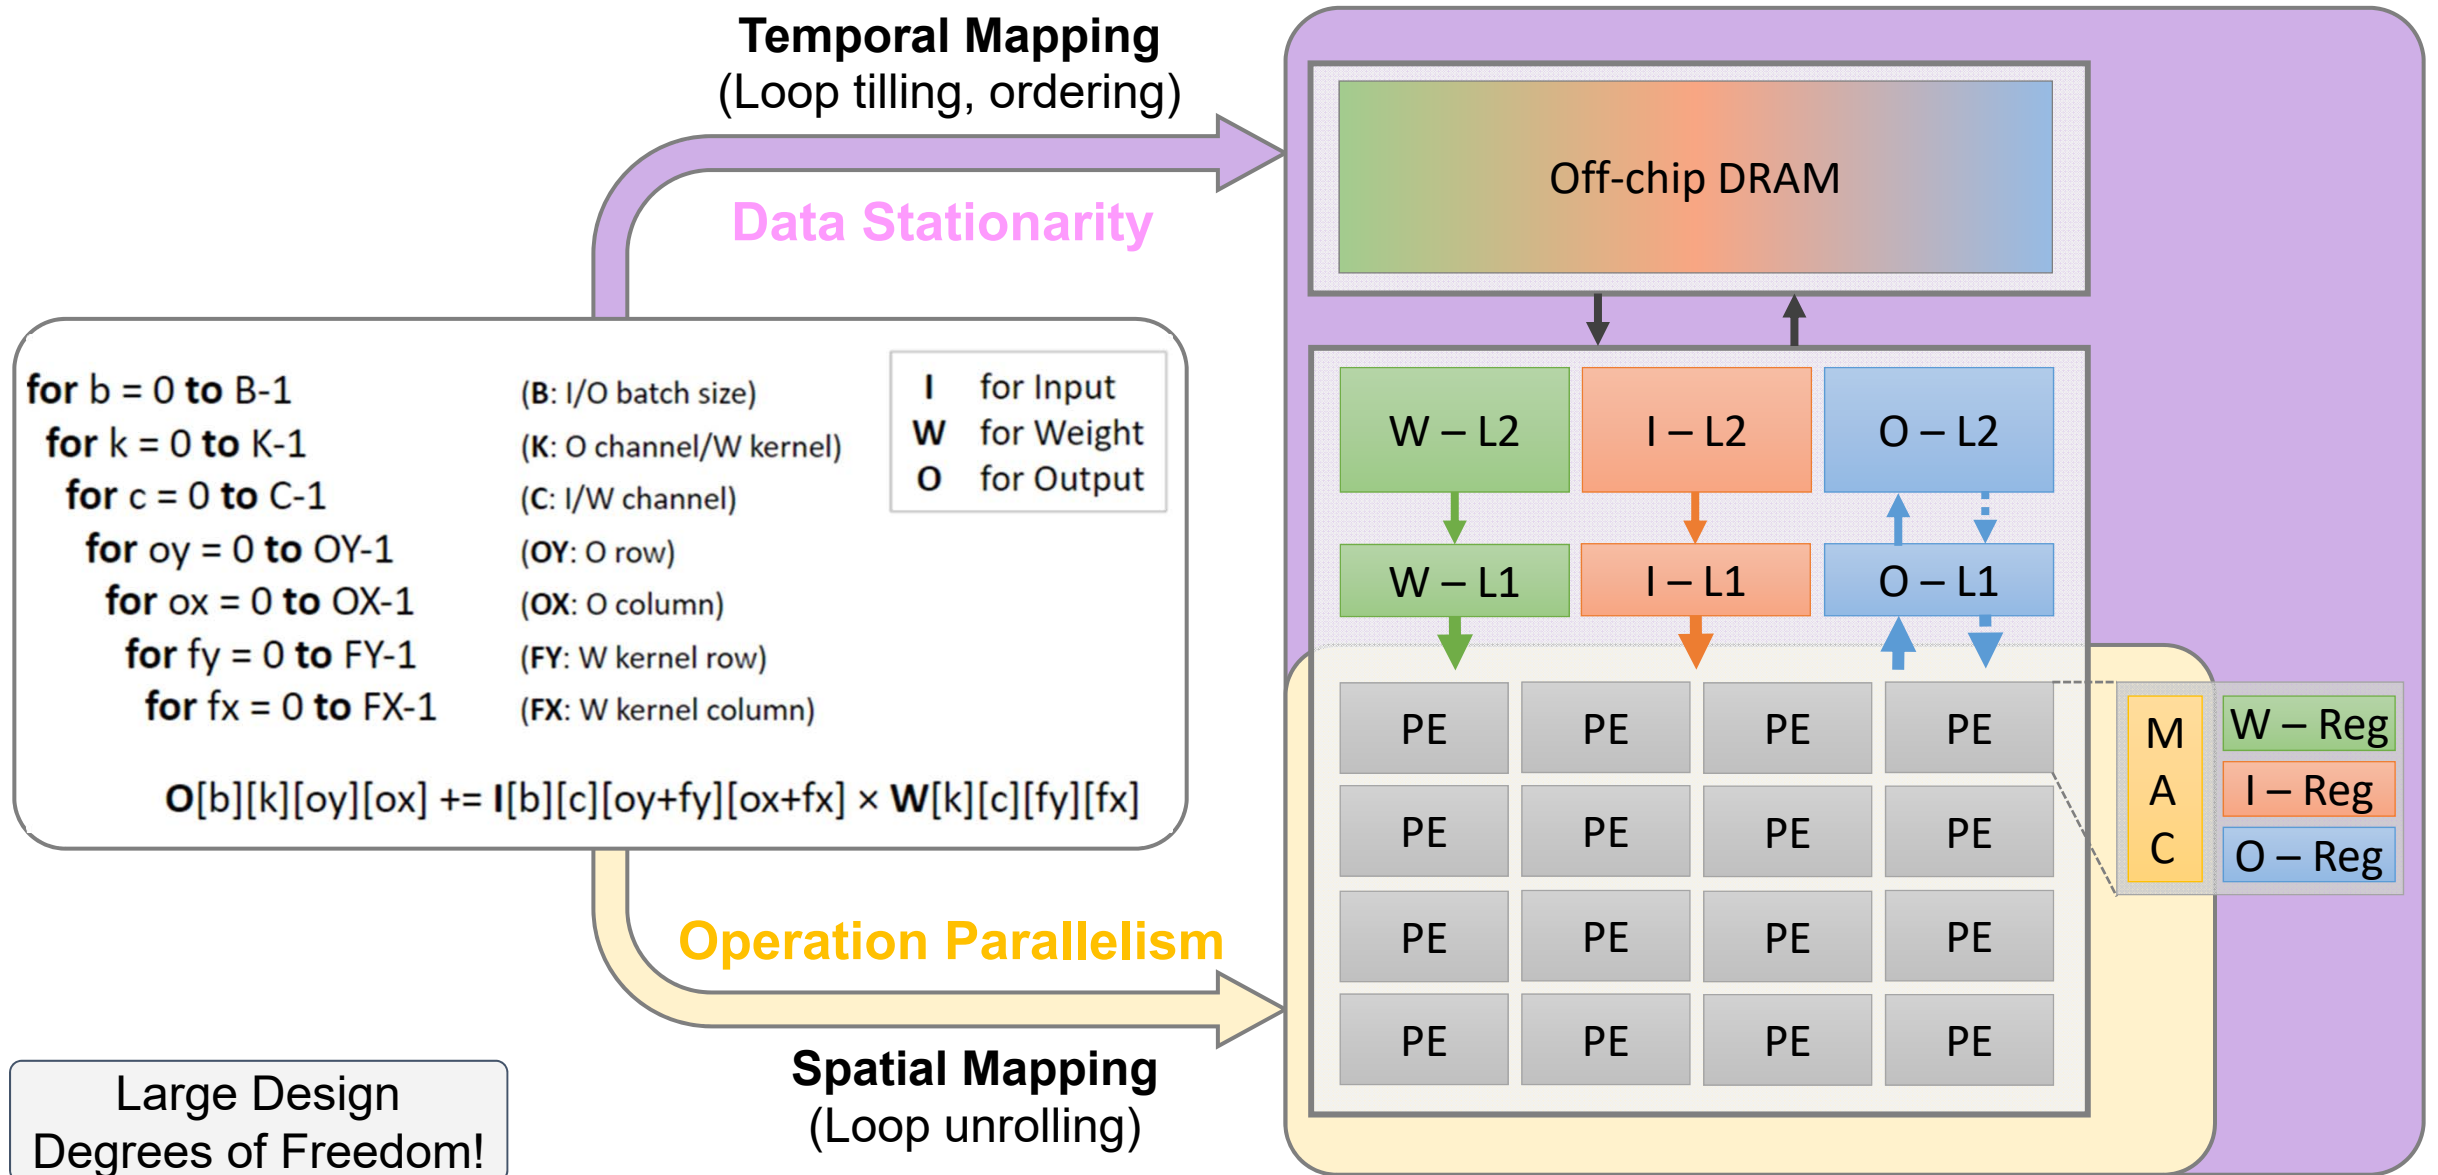 Temporal Mapping
(Loop tilling, ordering)
Data Stationarity
for b = 0 to B-1 (B: I/O batch size)
for k = 0 to K-1 (K: O channel/W kernel)
for c = 0 to C-1 (C: I/W channel)
for oy = 0 to OY-1 (OY: O row)
for ox = 0 to OX-1 (OX: O column)
for fy = 0 to FY-1 (FY: W kernel row)
for fx = 0 to FX-1 (FX: W kernel column)
I for Input
W for Weight
O for Output
O[b][k][oy][ox] += I[b][c][oy+fy][ox+fx] × W[k][c][fy][fx]
Operation Parallelism
Spatial Mapping
(Loop unrolling)
Large Design
Degrees of Freedom!
Off-chip DRAM
W – L2 I – L2 O – L2
W – L1 I – L1 O – L1
PE PE PE PE
PE PE PE PE
PE PE PE PE
PE PE PE PE
M
A
C
W – Reg
I – Reg
O – Reg